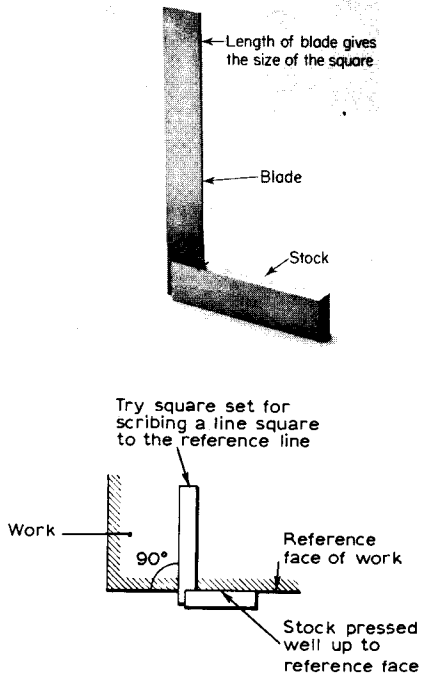 Length of blade gives
the size of the square
Blade
Stock
Try square set for
scribing a line square
to the reference line
Work
90°
Reference
face of work
Stock pressed
well up to
reference face